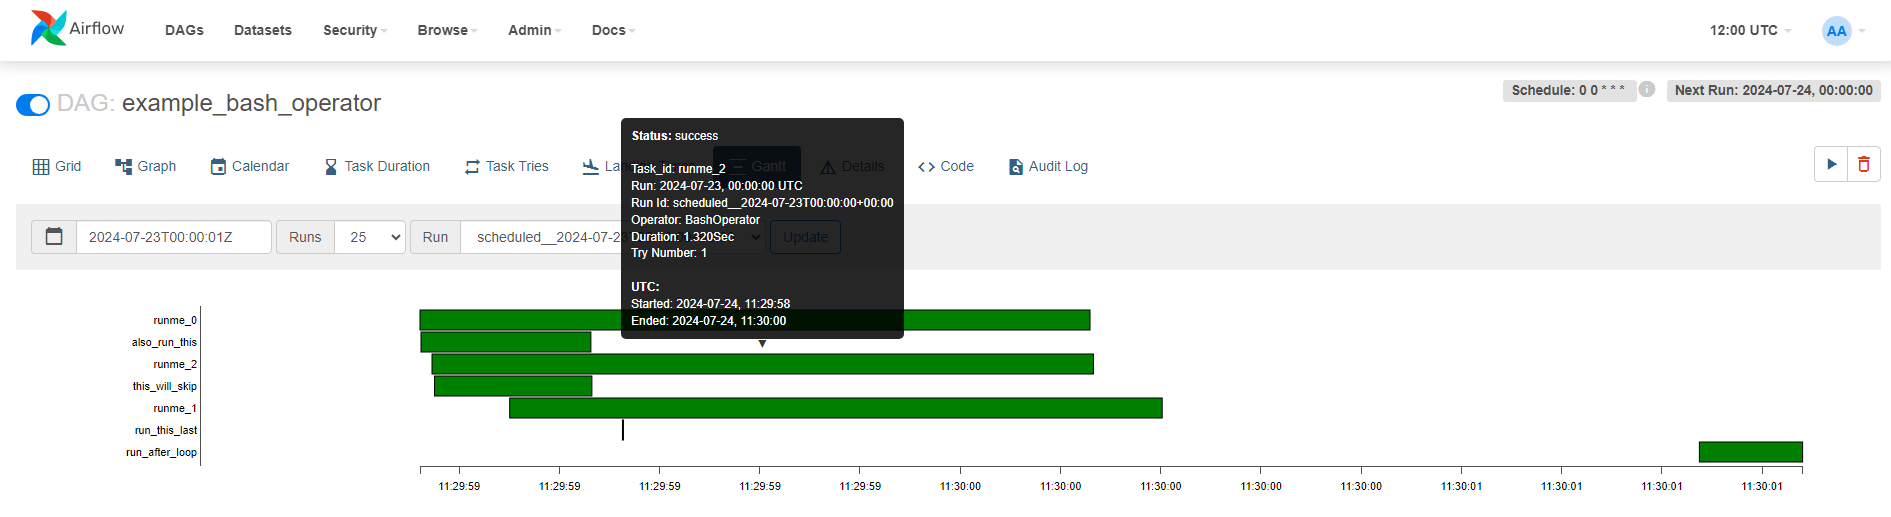 Airflow DAGs Datasets Security Browse Admin Docs 12:00 UTC AA
DAG: example_bash_operator
Schedule: 0 0 * * * i Next Run: 2024-07-24, 00:00:00
Grid Graph Calendar Task Duration Task Tries Gantt Details Code Audit Log
2024-07-23T00:00:01Z Runs 25 Run scheduled__2024-07-23 Update
Status: success
Task_id: runme_2
Run: 2024-07-23, 00:00:00 UTC
Run Id: scheduled__2024-07-23T00:00:00+00:00
Operator: BashOperator
Duration: 1.320Sec
Try Number: 1
UTC:
Started: 2024-07-24, 11:29:58
Ended: 2024-07-24, 11:30:00
runme_0
also_run_this
runme_2
this_will_skip
runme_1
run_this_last
run_after_loop
11:29:59 11:29:59 11:29:59 11:29:59 11:29:59 11:30:00 11:30:00 11:30:00 11:30:00 11:30:00 11:30:01 11:30:01 11:30:01 11:30:01